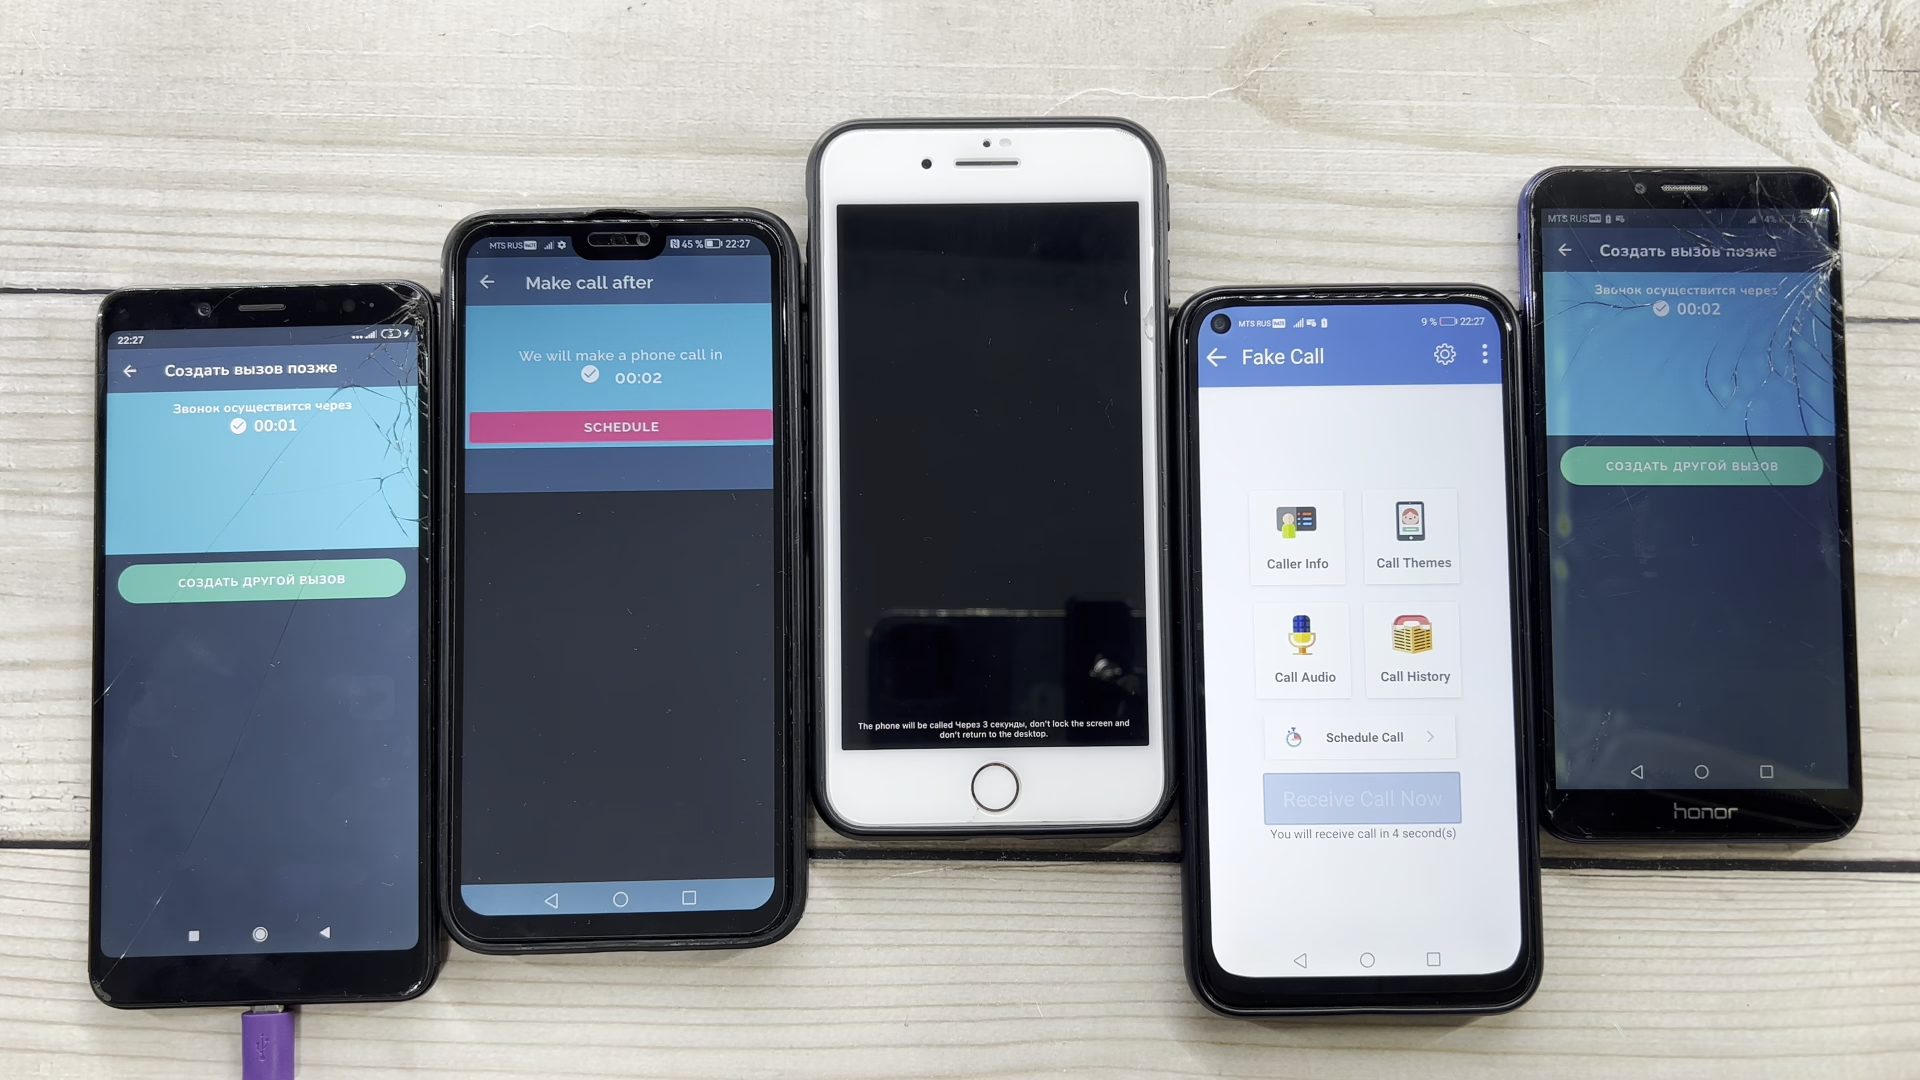 22:27
Создать вызов позже
Звонок осуществится через
00:01
СОЗДАТЬ ДРУГОЙ ВЫЗОВ
MTS RUS
45 % 22:27
Make call after
We will make a phone call in
00:02
SCHEDULE
The phone will be called Через 3 секунды, don't lock the screen and
don't return to the desktop.
MTS RUS
9 % 22:27
Fake Call
Caller Info
Call Themes
Call Audio
Call History
Schedule Call
Receive Call Now
You will receive call in 4 second(s)
MTS RUS
Создать вызов позже
Звонок осуществится через
00:02
СОЗДАТЬ ДРУГОЙ ВЫЗОВ
honor